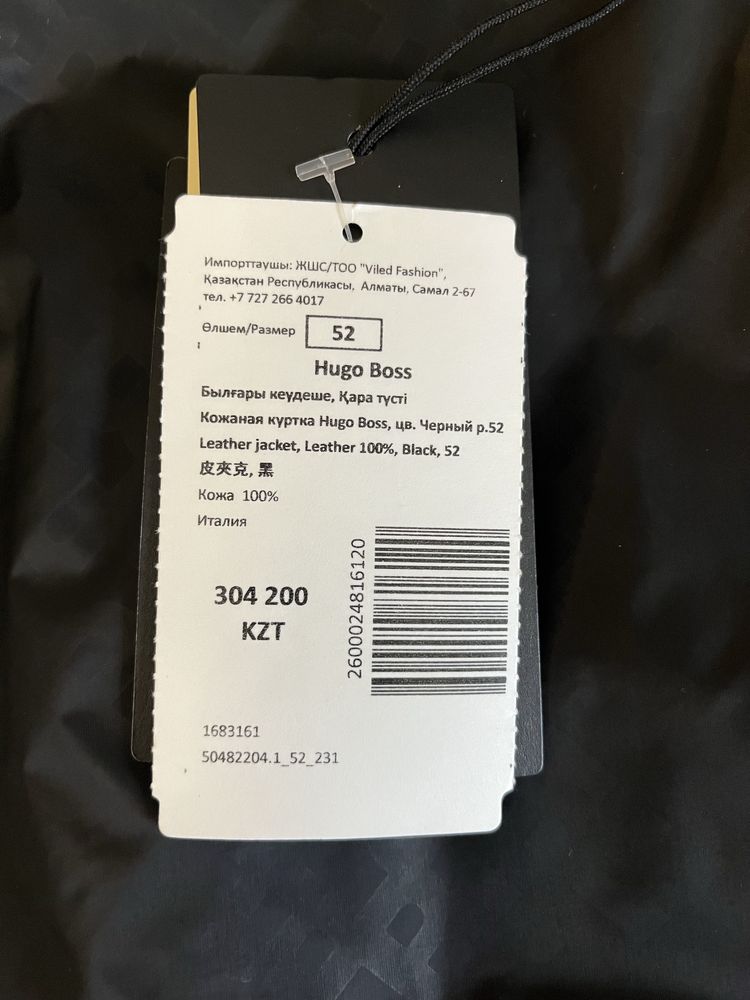 Импорттаушы: ЖШС/ТОО "Viled Fashion",
Қазақстан Республикасы, Алматы, Самал 2-67
тел. +7 727 266 4017
Өлшем/Размер 52
Hugo Boss
Былғары кеудеше, Қара түсті
Кожаная куртка Hugo Boss, цв. Черный р.52
Leather jacket, Leather 100%, Black, 52
皮夾克, 黑
Кожа 100%
Италия
304 200
KZT
2600024816120
1683161
50482204.1_52_231